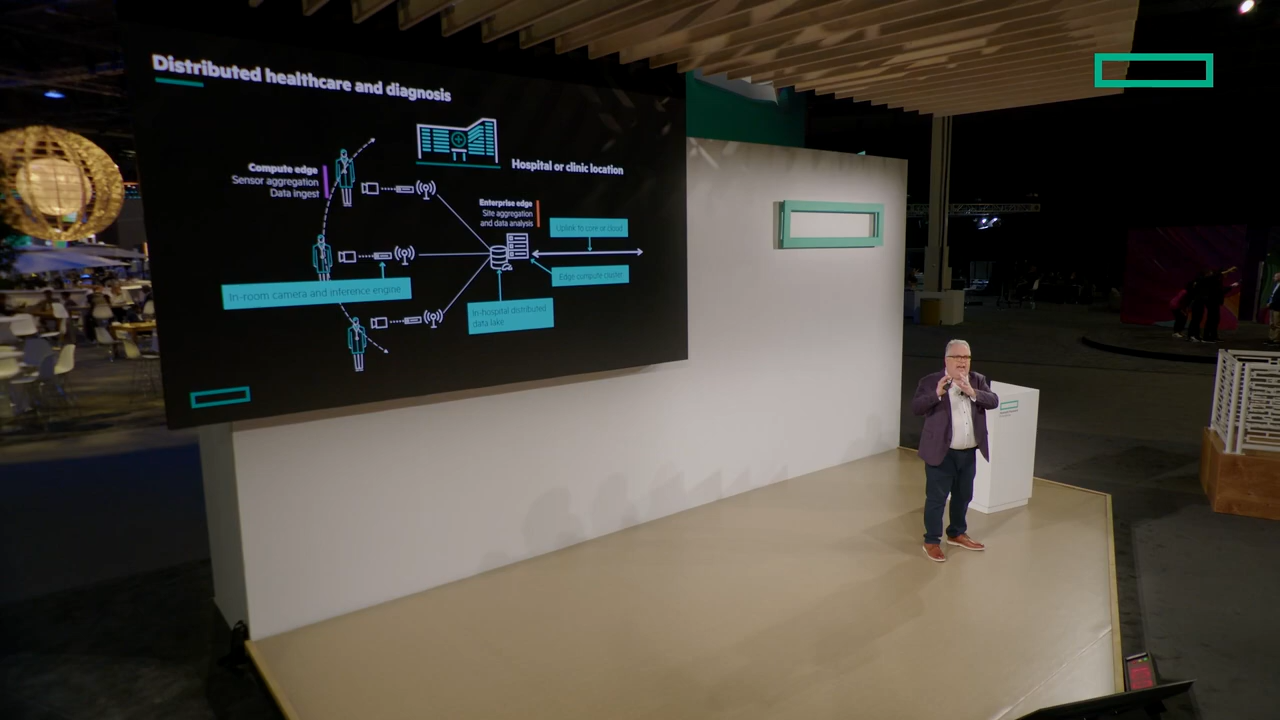 Distributed healthcare and diagnosis
Hospital or clinic location
Compute edge
Sensor aggregation
Data ingest
Enterprise edge
Site aggregation
and data analysis
Uplink to core or cloud
Edge compute cluster
In-room camera and inference engine
In-hospital distributed
data lake